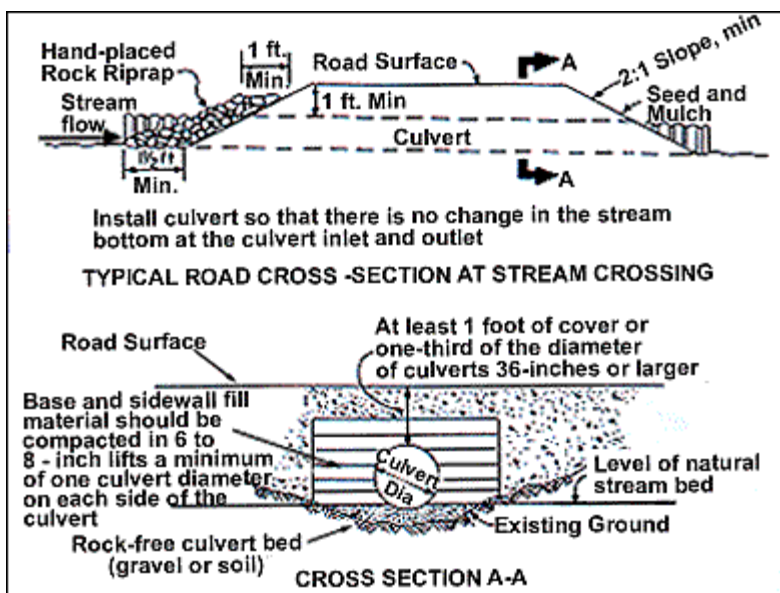 Hand-placed
Rock Riprap
1 ft.
Min.
Road Surface
A
2:1 Slope, min
Stream
flow
1 ft. Min
Seed and
Mulch
Culvert
1½ ft
Min.
A
Install culvert so that there is no change in the stream
bottom at the culvert inlet and outlet
TYPICAL ROAD CROSS -SECTION AT STREAM CROSSING
At least 1 foot of cover or
one-third of the diameter
of culverts 36-inches or larger
Road Surface
Base and sidewall fill
material should be
compacted in 6 to
8 - inch lifts a minimum
of one culvert diameter
on each side of the
culvert
Culvert
Dia
Level of natural
stream bed
Existing Ground
Rock-free culvert bed
(gravel or soil)
CROSS SECTION A-A